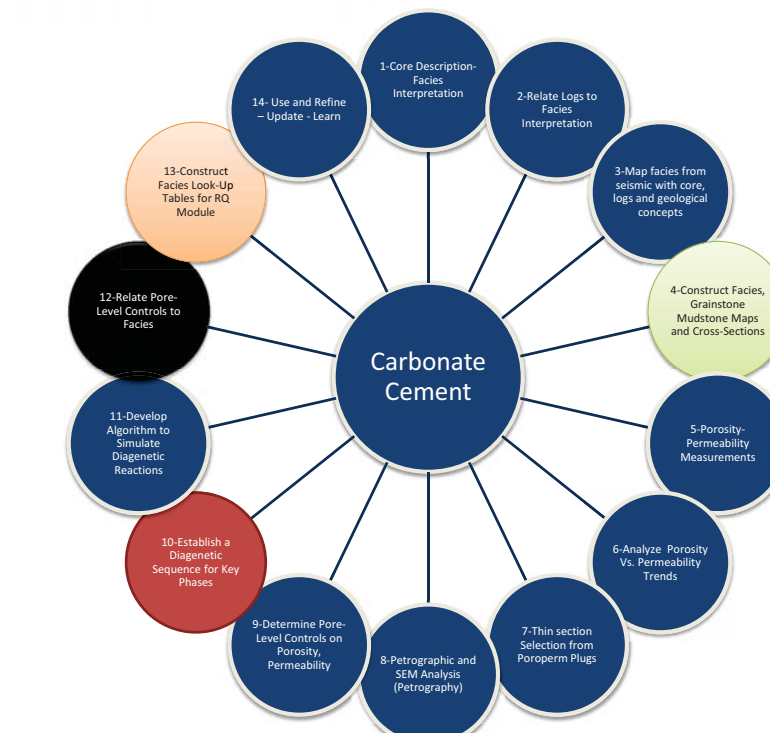 1-Core Description-
Facies
Interpretation
2-Relate Logs to
Facies
Interpretation
3-Map facies from
seismic with core,
logs and geological
concepts
4-Construct Facies,
Grainstone
Mudstone Maps
and Cross-Sections
5-Porosity-
Permeability
Measurements
6-Analyze Porosity
Vs. Permeability
Trends
7-Thin section
Selection from
Poroperm Plugs
8-Petrographic and
SEM Analysis
(Petrography)
9-Determine Pore-
Level Controls on
Porosity,
Permeability
10-Establish a
Diagenetic
Sequence for Key
Phases
11-Develop
Algorithm to
Simulate
Diagenetic
Reactions
12-Relate Pore-
Level Controls to
Facies
13-Construct
Facies Look-Up
Tables for RQ
Module
14- Use and Refine
– Update - Learn
Carbonate
Cement